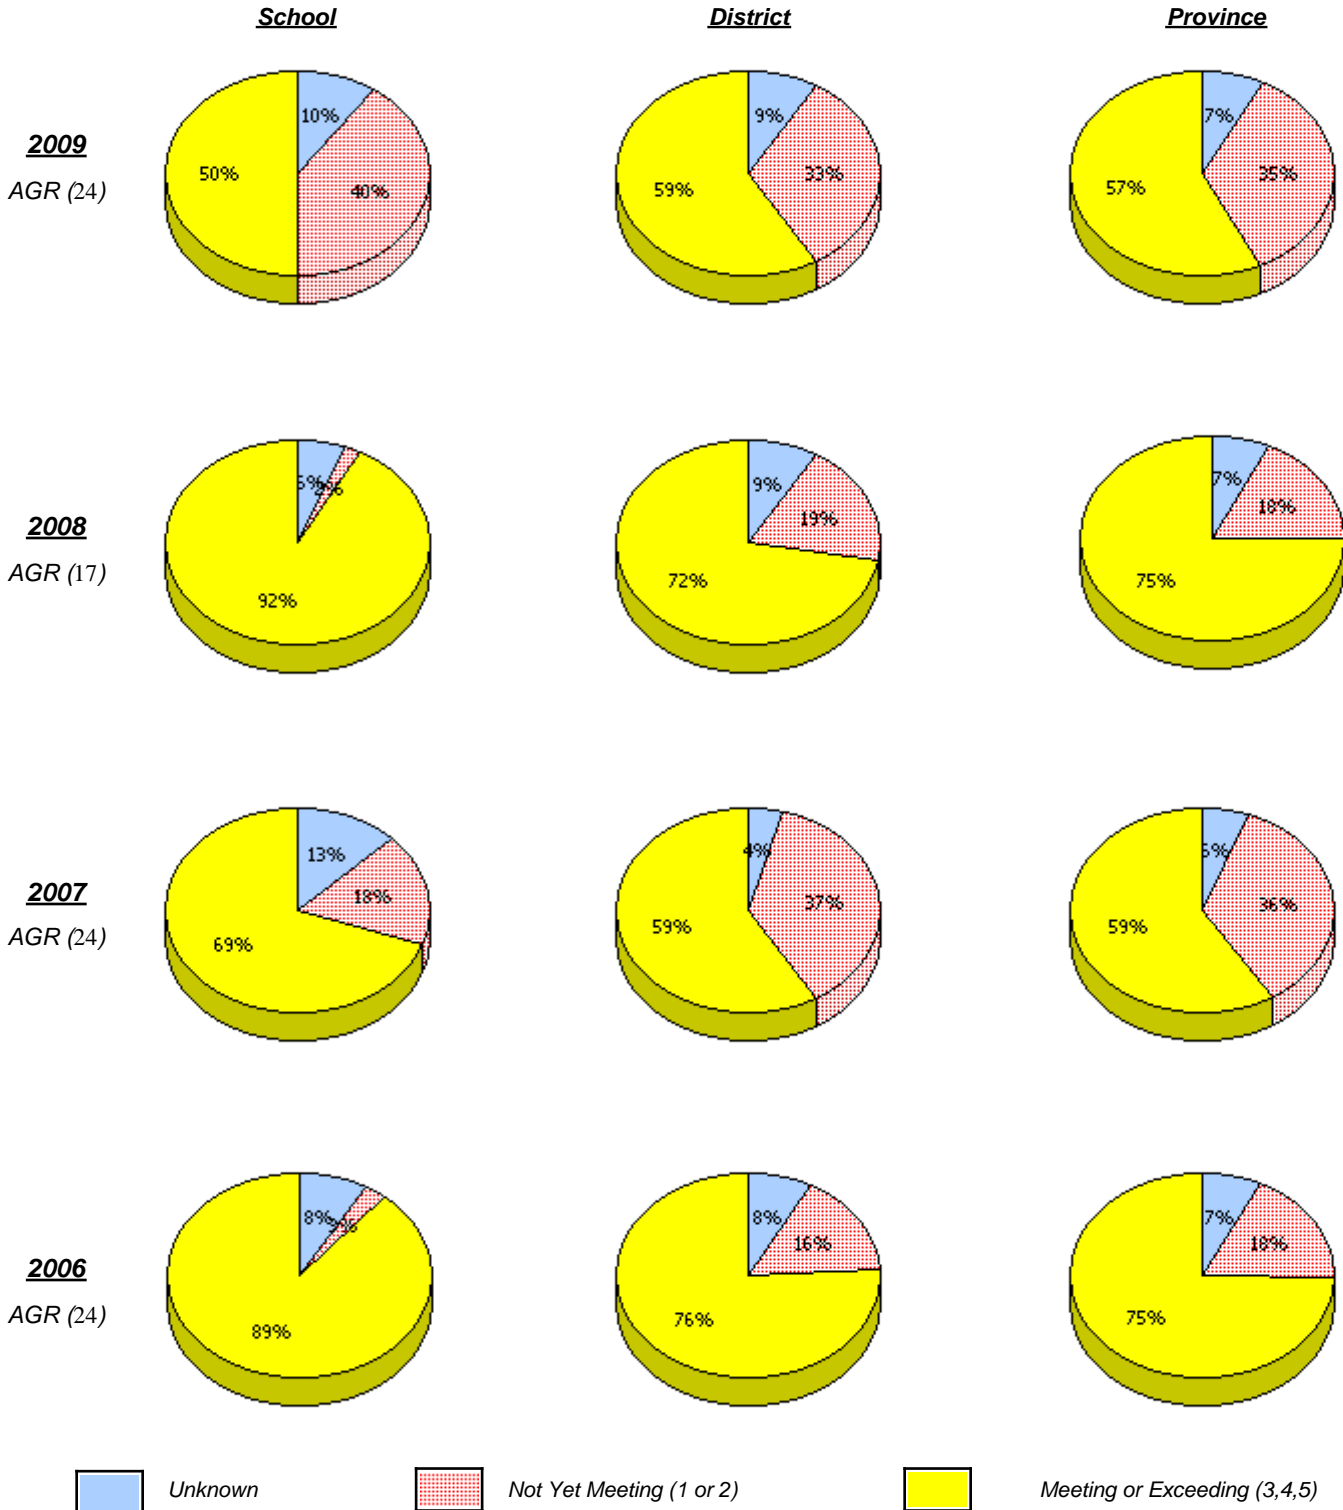 School District Province
10% 9% 7%
2009
50% 40% 59% 33% 57% 35%
AGR (24)
2% 9% 7%
2008
19% 18%
AGR (17)
92% 72% 75%
13% 4%
2007
18% 37% 36%
AGR (24)
69% 59% 59%
8% 8% 7%
2006
16% 18%
AGR (24)
89% 76% 75%
Unknown Not Yet Meeting (1 or 2) Meeting or Exceeding (3,4,5)